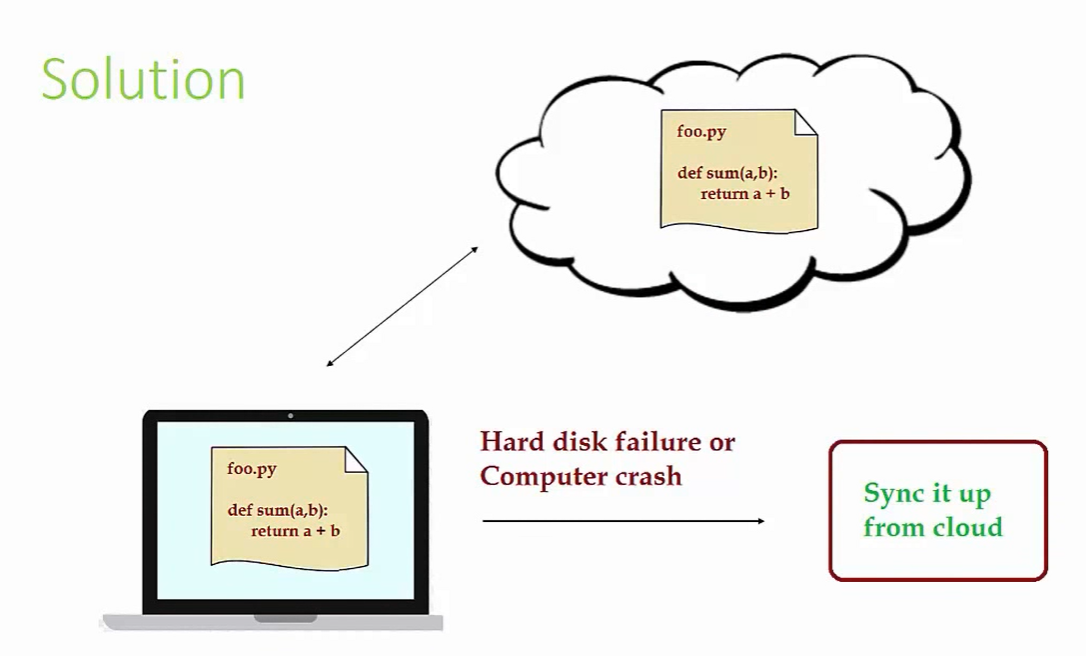 Solution
foo.py
def sum(a,b):
return a + b
foo.py
def sum(a,b):
return a + b
Hard disk failure or
Computer crash
Sync it up
from cloud